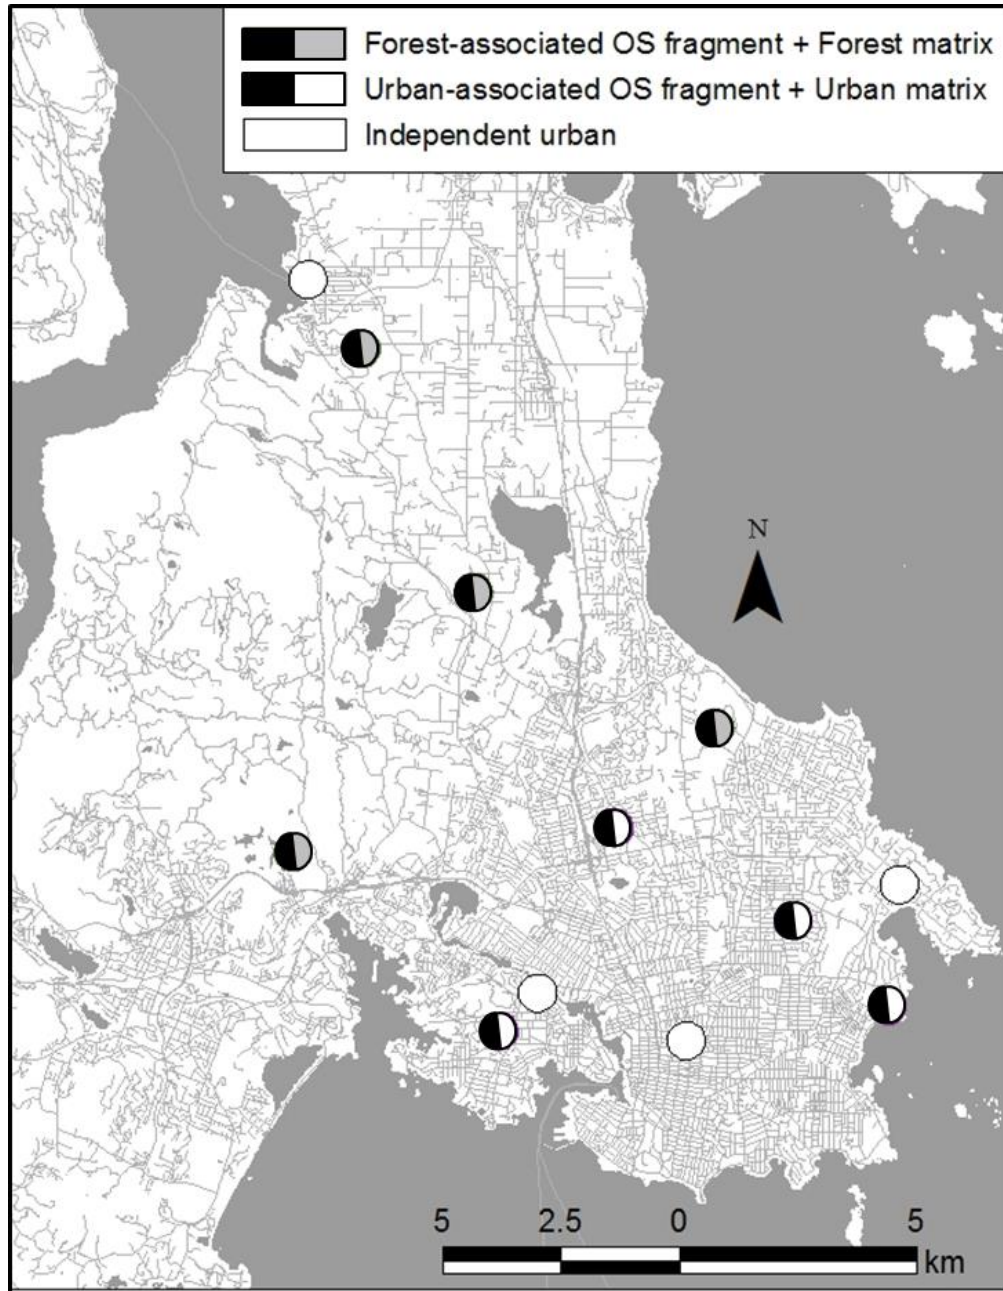 Forest-associated OS fragment + Forest matrix
Urban-associated OS fragment + Urban matrix
Independent urban
N
5 2.5 0 5
km